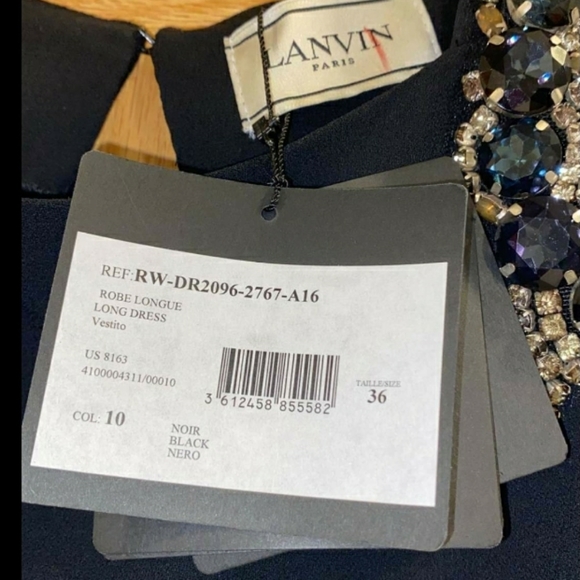 LANVIN
PARIS
REF:RW-DR2096-2767-A16
ROBE LONGUE
LONG DRESS
Vestito
US 8163
4100004311/00010
3 612458 855582
TAILLE/SIZE
36
COL: 10
NOIR
BLACK
NERO